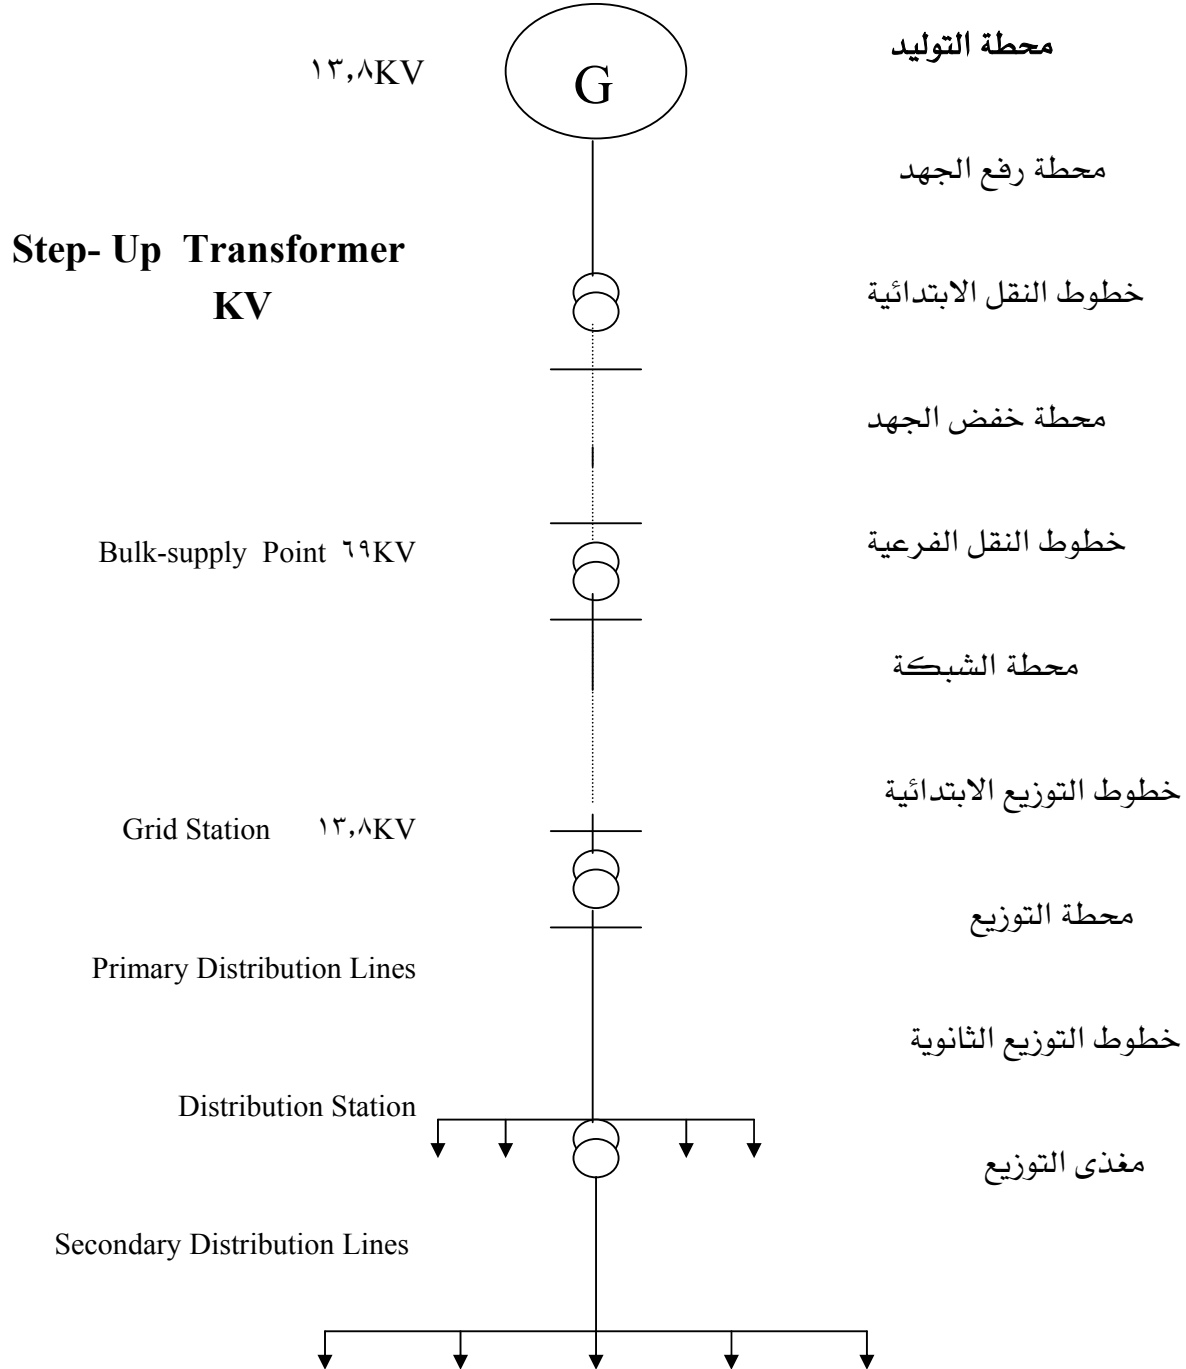 محطة التوليد
١٣,٨KV
G
محطة رفع الجهد
Step- Up Transformer
KV
خطوط النقل الابتدائية
محطة خفض الجهد
Bulk-supply Point ٦٩KV
خطوط النقل الفرعية
محطة الشبكة
خطوط التوزيع الابتدائية
Grid Station ١٣,٨KV
محطة التوزيع
Primary Distribution Lines
خطوط التوزيع الثانوية
Distribution Station
مغذى التوزيع
Secondary Distribution Lines